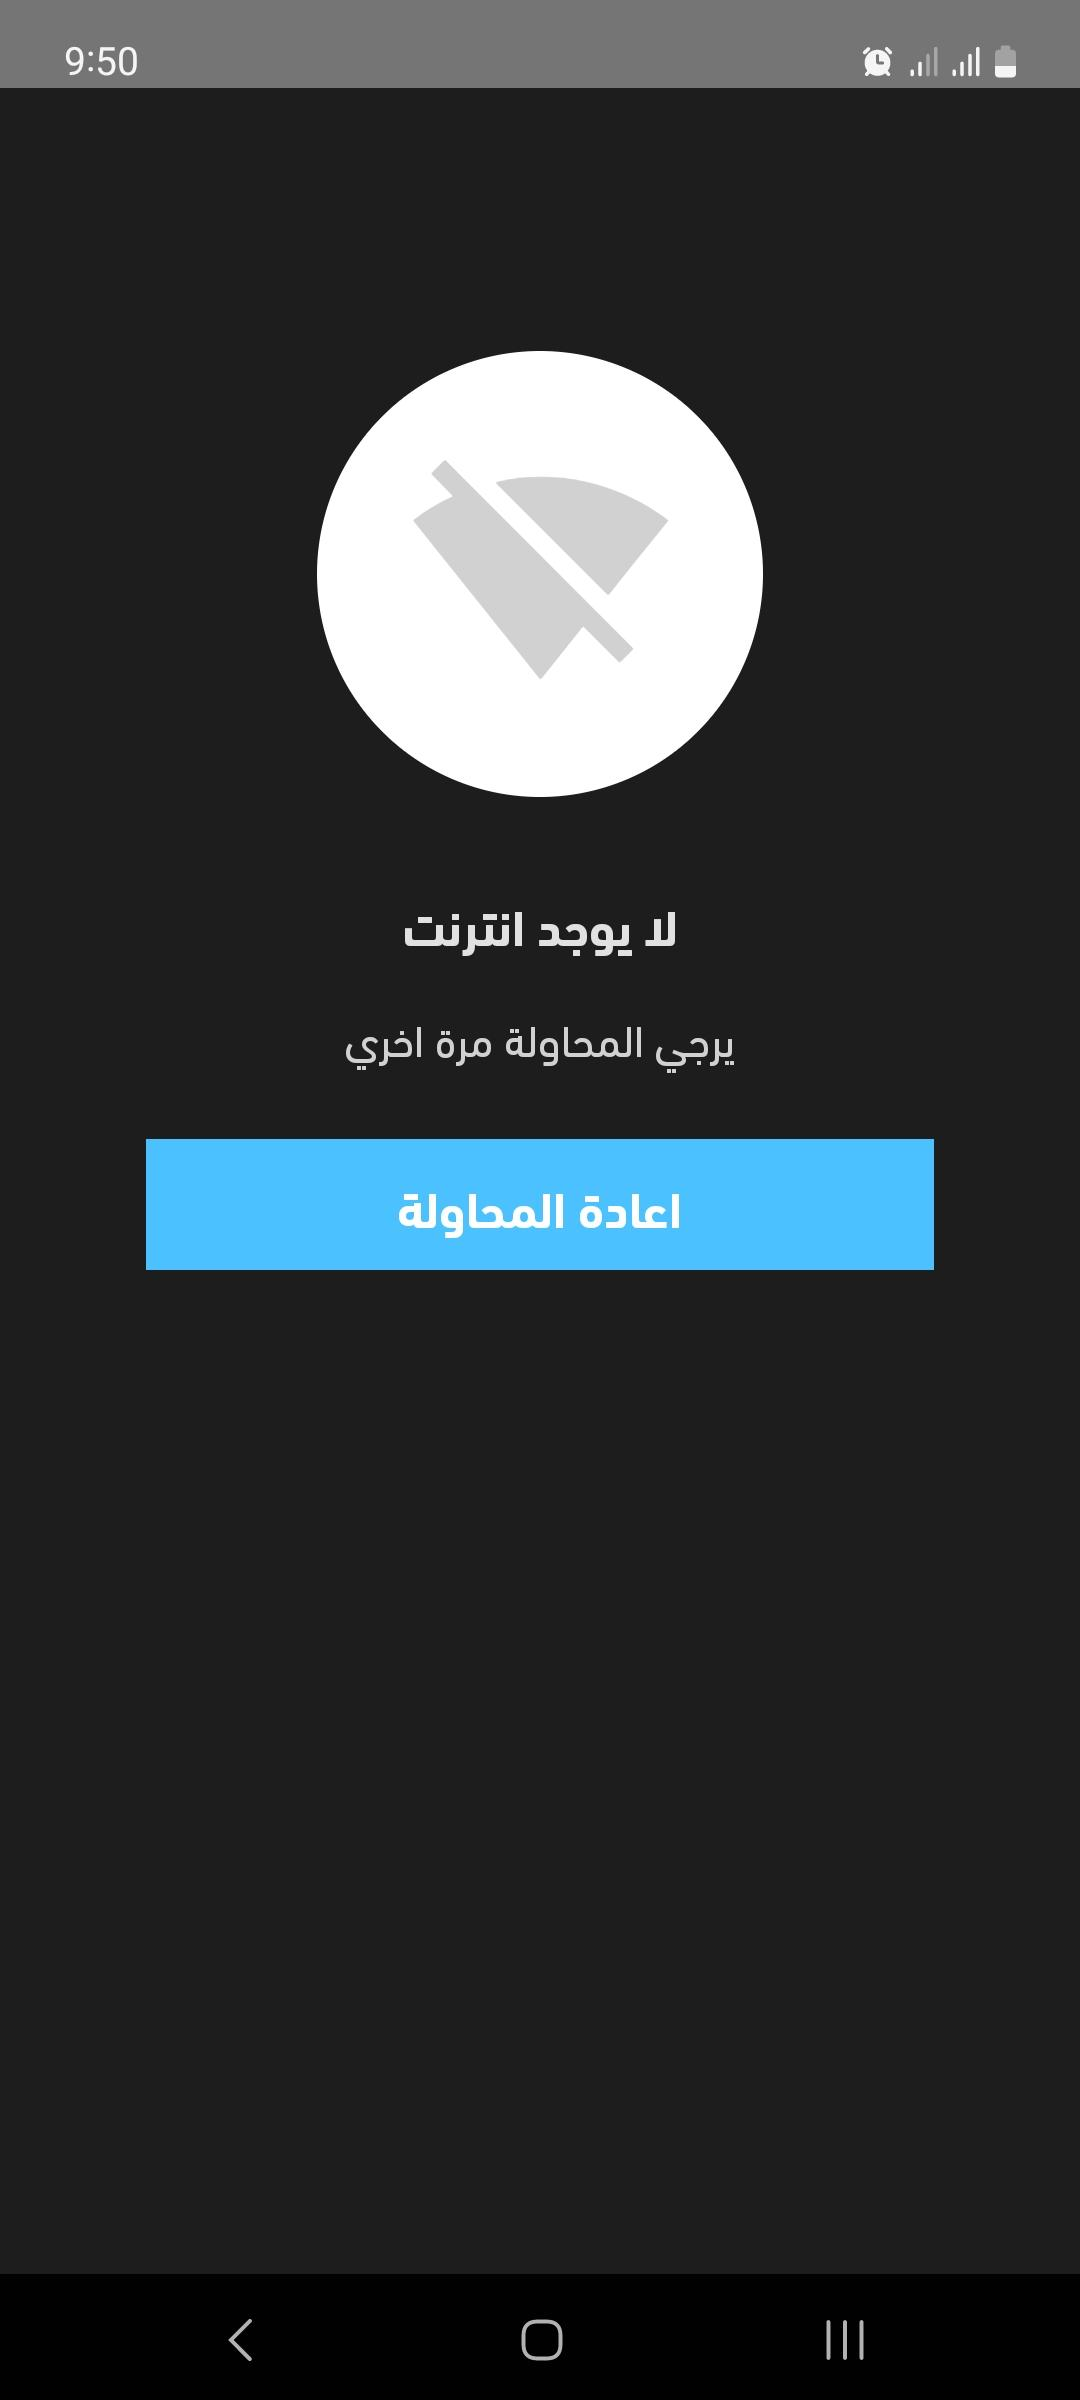 9:50
لا يوجد انترنت
يرجي المحاولة مرة اخري
اعادة المحاولة